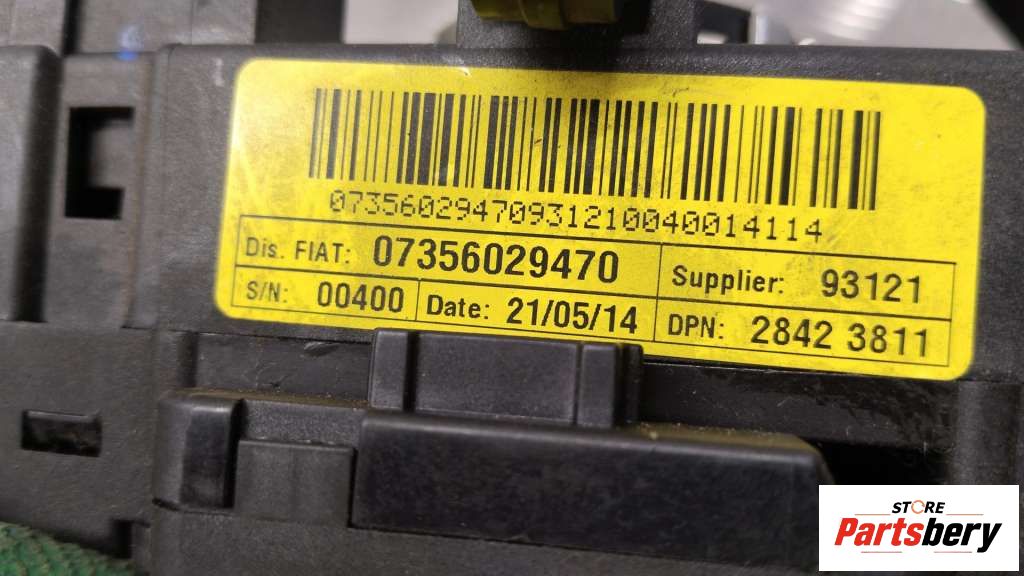 07356029470931210040014114
Dis. FIAT: 07356029470 Supplier: 93121
S/N: 00400 Date: 21/05/14 DPN: 2842 3811
STORE
Partsbery